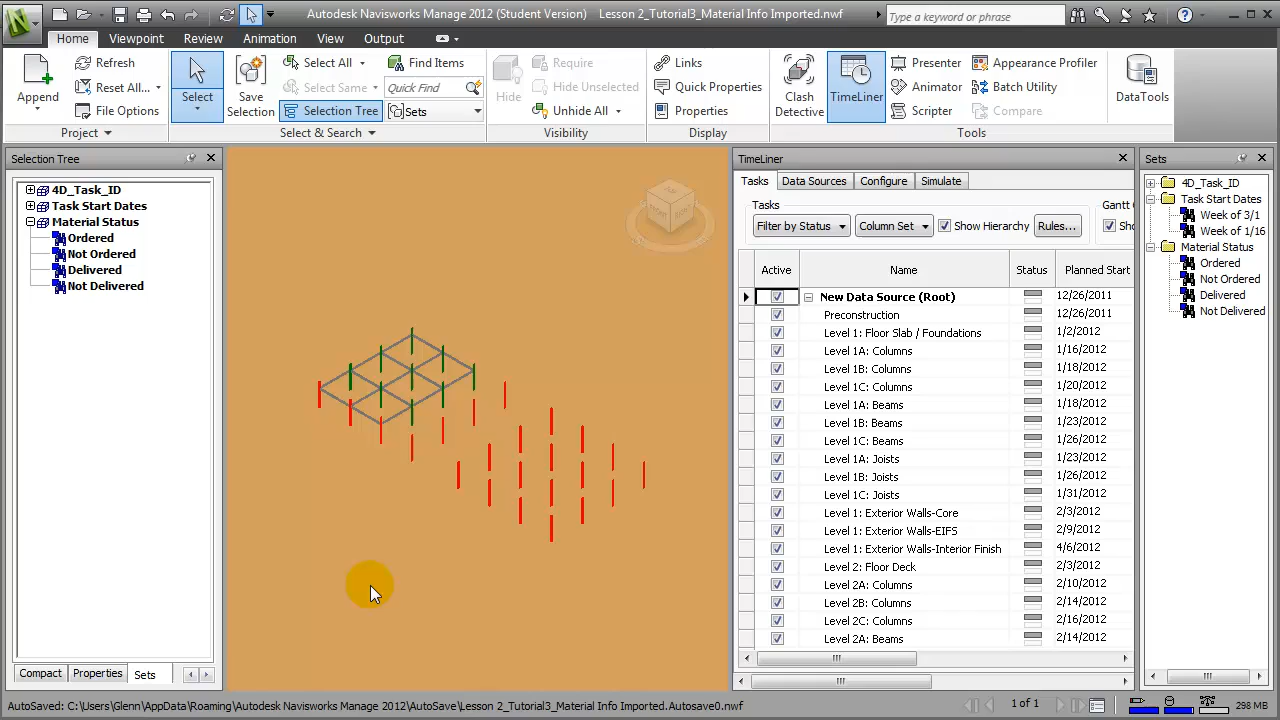 Autodesk Navisworks Manage 2012 (Student Version) Lesson 2_Tutorial3_Material Info Imported.nwf
Type a keyword or phrase
Home Viewpoint Review Animation View Output
Append
Refresh
Reset All...
File Options
Project
Select
Save Selection
Select All
Select Same
Selection Tree
Find Items
Quick Find
Sets
Select & Search
Hide
Require
Hide Unselected
Unhide All
Visibility
Links
Quick Properties
Properties
Display
Clash Detective
TimeLiner
Presenter
Animator
Scripter
Appearance Profiler
Batch Utility
Compare
DataTools
Tools
Selection Tree
4D_Task_ID
Task Start Dates
Material Status
Ordered
Not Ordered
Delivered
Not Delivered
Compact Properties Sets
TimeLiner
Tasks Data Sources Configure Simulate
Tasks
Gantt
Filter by Status Column Set Show Hierarchy Rules...
Active Name Status Planned Start
New Data Source (Root) 12/26/2011
Preconstruction 12/26/2011
Level 1: Floor Slab / Foundations 1/2/2012
Level 1A: Columns 1/16/2012
Level 1B: Columns 1/18/2012
Level 1C: Columns 1/20/2012
Level 1A: Beams 1/18/2012
Level 1B: Beams 1/23/2012
Level 1C: Beams 1/26/2012
Level 1A: Joists 1/23/2012
Level 1B: Joists 1/26/2012
Level 1C: Joists 1/31/2012
Level 1: Exterior Walls-Core 2/3/2012
Level 1: Exterior Walls-EIFS 2/9/2012
Level 1: Exterior Walls-Interior Finish 4/6/2012
Level 2: Floor Deck 2/3/2012
Level 2A: Columns 2/10/2012
Level 2B: Columns 2/14/2012
Level 2C: Columns 2/16/2012
Level 2A: Beams 2/14/2012
Sets
4D_Task_ID
Task Start Dates
Week of 3/1
Week of 1/16
Material Status
Ordered
Not Ordered
Delivered
Not Delivered
AutoSaved: C:\Users\Glenn\AppData\Roaming\Autodesk Navisworks Manage 2012\AutoSave\Lesson 2_Tutorial3_Material Info Imported.Autosave0.nwf
1 of 1
298 MB